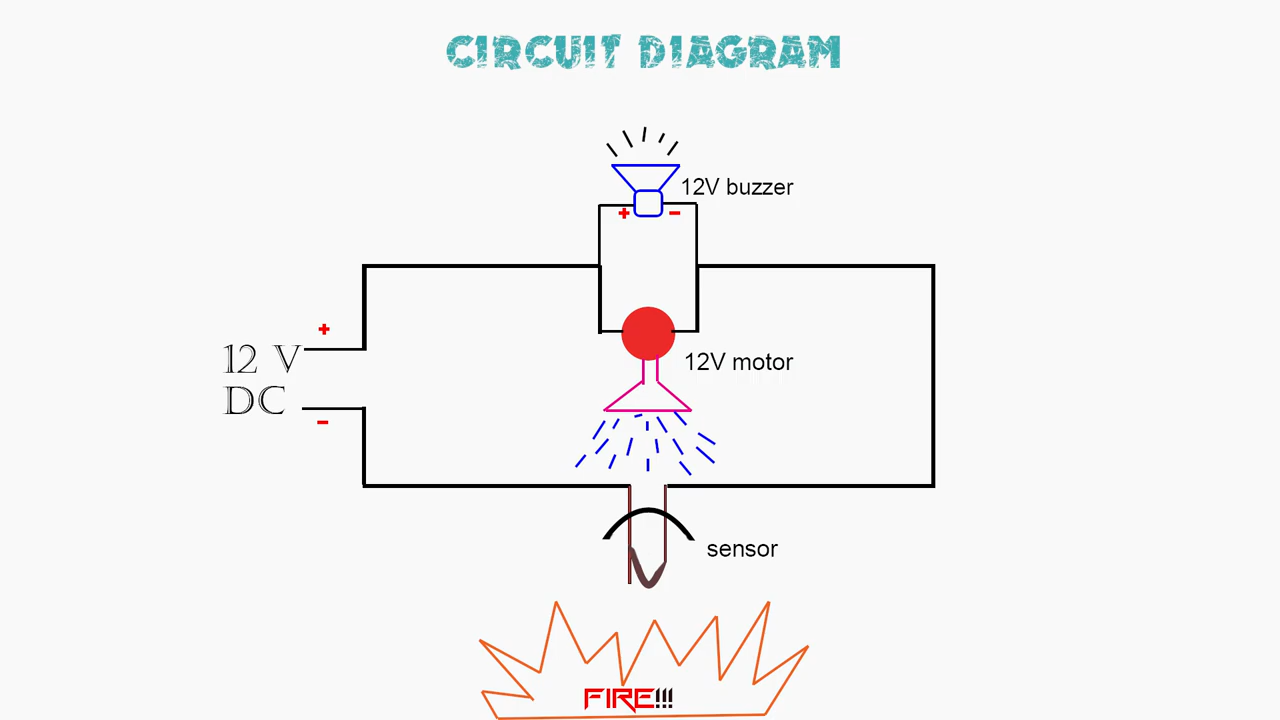 CIRCUIT DIAGRAM
12V buzzer
+ -
+
12 V
DC
-
12V motor
sensor
FIRE!!!